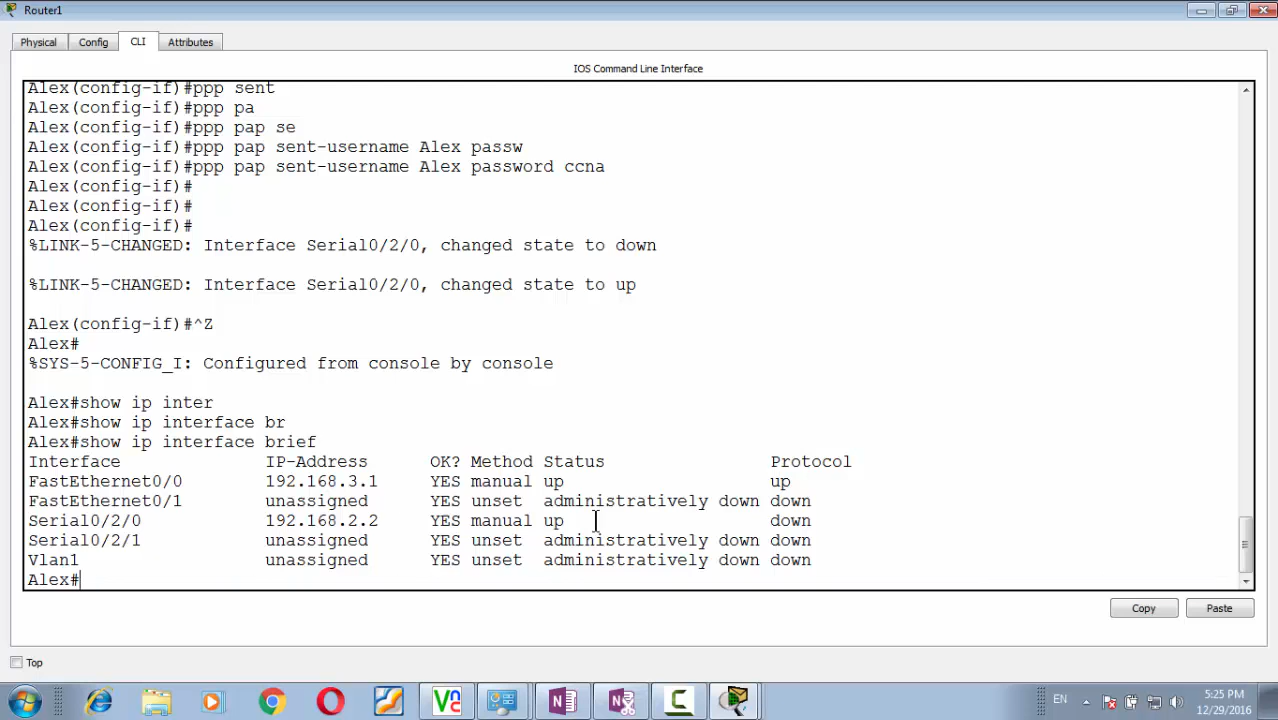 Router1
Physical Config CLI Attributes
IOS Command Line Interface
Alex(config-if)#ppp sent
Alex(config-if)#ppp pa
Alex(config-if)#ppp pap se
Alex(config-if)#ppp pap sent-username Alex passw
Alex(config-if)#ppp pap sent-username Alex password ccna
Alex(config-if)#
Alex(config-if)#
Alex(config-if)#
%LINK-5-CHANGED: Interface Serial0/2/0, changed state to down
%LINK-5-CHANGED: Interface Serial0/2/0, changed state to up
Alex(config-if)#^Z
Alex#
%SYS-5-CONFIG_I: Configured from console by console
Alex#show ip inter
Alex#show ip interface br
Alex#show ip interface brief
Interface IP-Address OK? Method Status Protocol
FastEthernet0/0 192.168.3.1 YES manual up up
FastEthernet0/1 unassigned YES unset administratively down down
Serial0/2/0 192.168.2.2 YES manual up down
Serial0/2/1 unassigned YES unset administratively down down
Vlan1 unassigned YES unset administratively down down
Alex#
Copy Paste
Top
EN 5:25 PM
12/29/2016